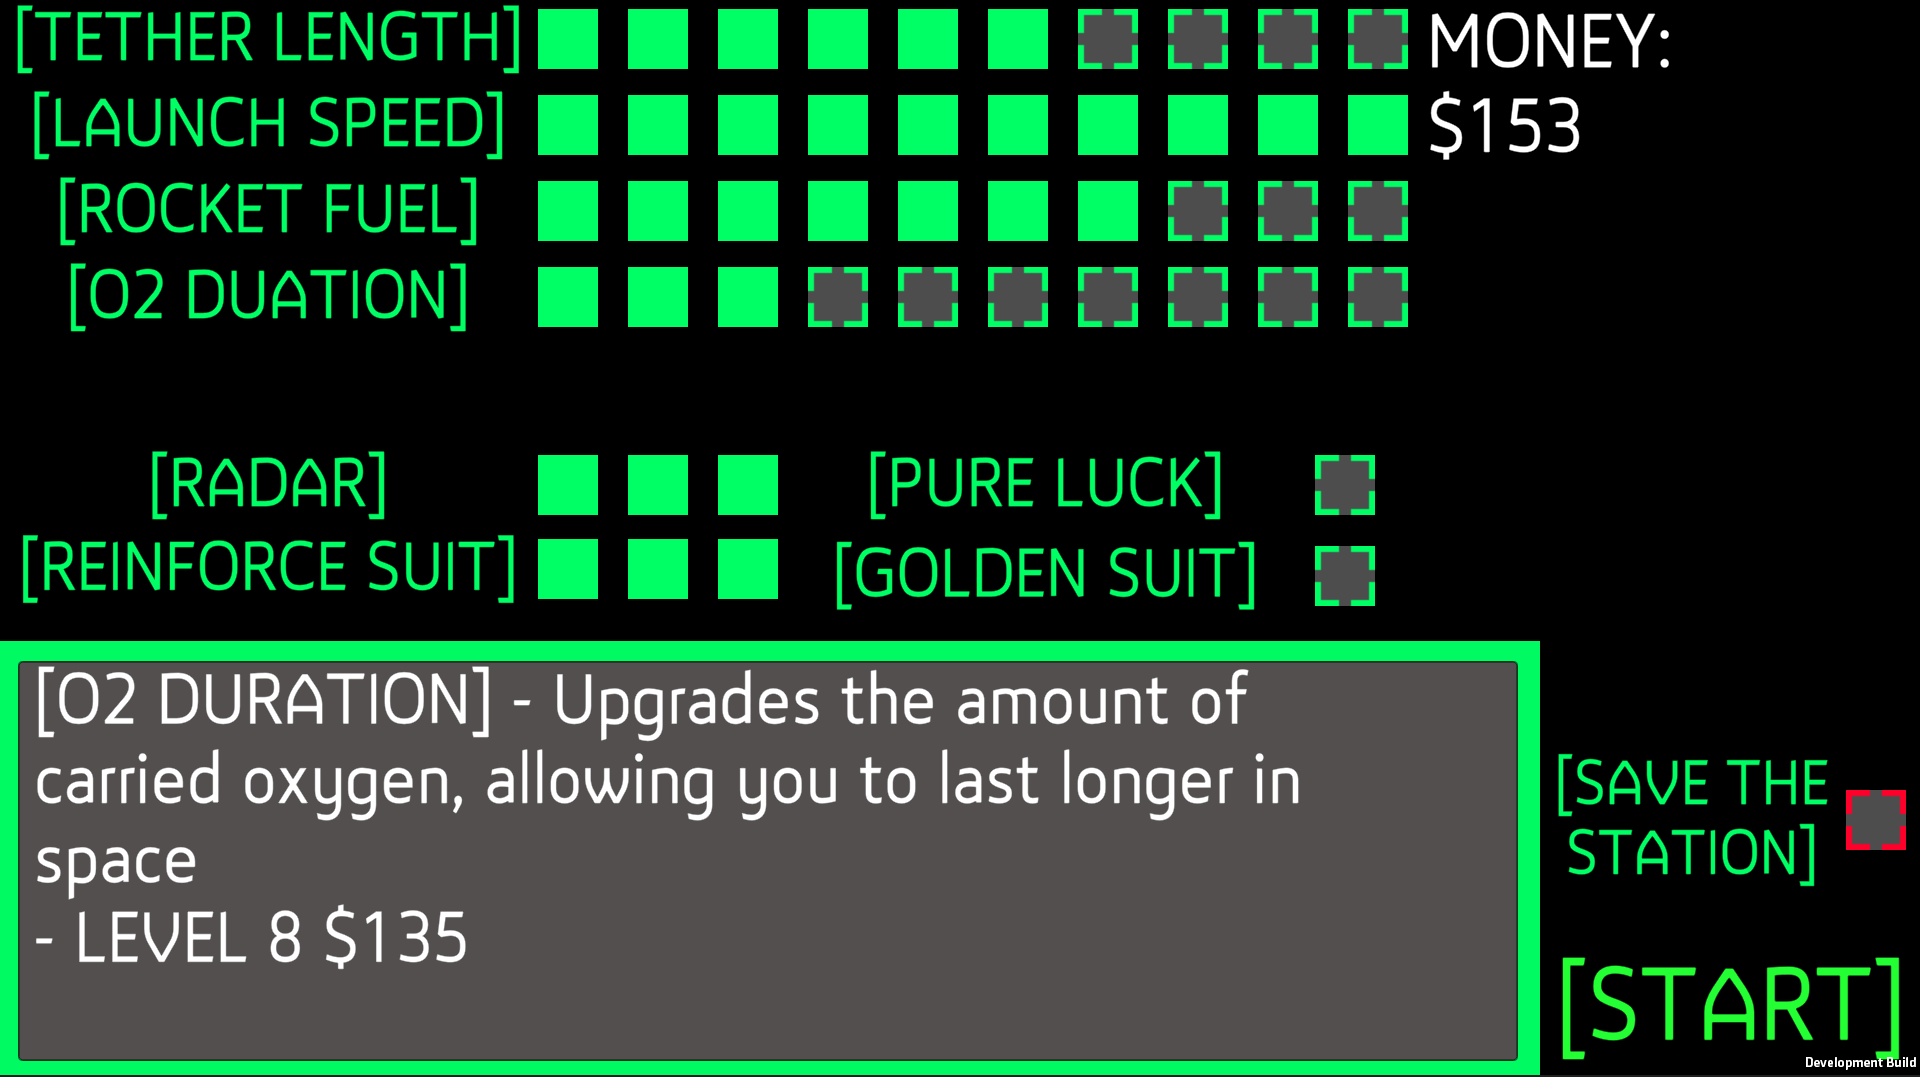 [TETHER LENGTH]
MONEY:
[LAUNCH SPEED]
$153
[ROCKET FUEL]
[O2 DUATION]
[RADAR]
[PURE LUCK]
[REINFORCE SUIT]
[GOLDEN SUIT]
[O2 DURATION] - Upgrades the amount of
carried oxygen, allowing you to last longer in
space
- LEVEL 8 $135
[SAVE THE
STATION]
[START]
Development Build